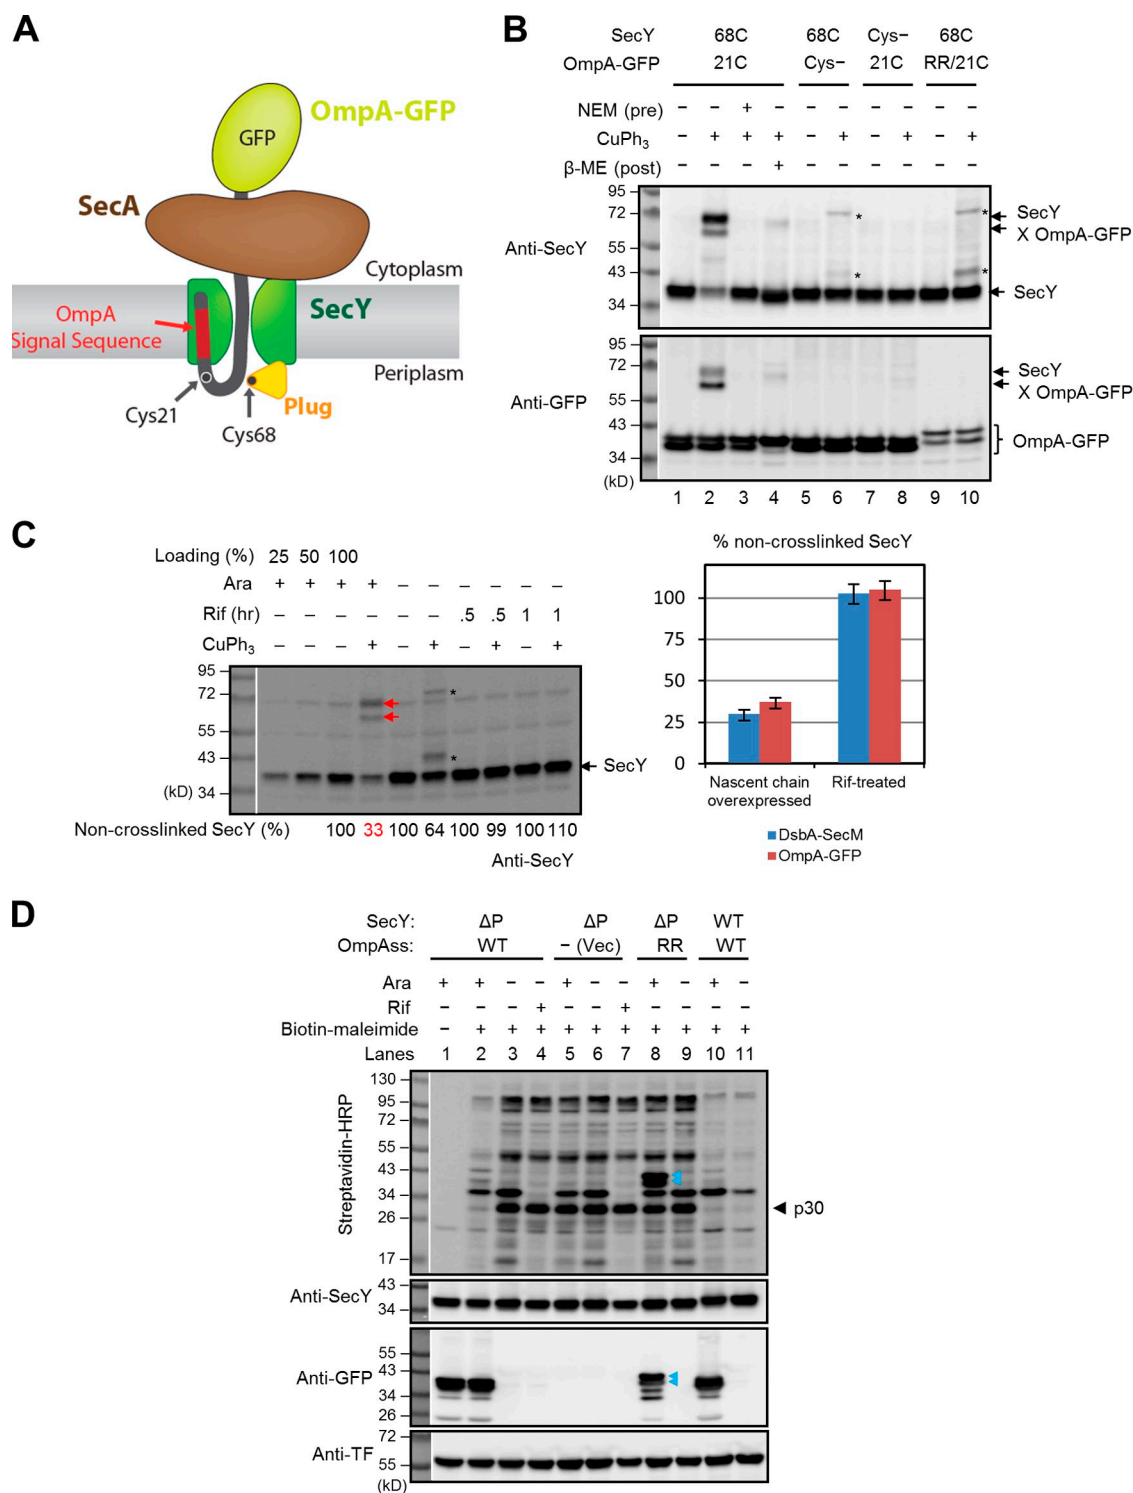 A
OmpA-GFP
GFP
SecA
Cytoplasm
OmpA
Signal Sequence
SecY
Periplasm
Cys21
Plug
Cys68
B
SecY 68C 68C Cys− 68C
OmpA-GFP 21C Cys− 21C RR/21C
NEM (pre) − − + − − − − − − −
CuPh3 − + + + − + − + − +
β-ME (post) − − − + − − − − − −
95
72
55
43
34
Anti-SecY
* * * *
SecY
X OmpA-GFP
SecY
95
72
55
43
34
(kD)
Anti-GFP
SecY
X OmpA-GFP
OmpA-GFP
1 2 3 4 5 6 7 8 9 10
C
Loading (%) 25 50 100
Ara + + + + − − − − − −
Rif (hr) − − − − − − .5 .5 1 1
CuPh3 − − − + − + − + − +
95
72
55
43
34
(kD)
* *
SecY
Non-crosslinked SecY (%) 100 33 100 64 100 99 100 110
Anti-SecY
% non-crosslinked SecY
100
75
50
25
0
Nascent chain
overexpressed
Rif-treated
DsbA-SecM
OmpA-GFP
D
SecY: ΔP ΔP ΔP WT
OmpAss: WT − (Vec) RR WT
Ara + + − − + − − + − + −
Rif − − − + − − + − − − −
Biotin-maleimide − + + + + + + + + + +
Lanes 1 2 3 4 5 6 7 8 9 10 11
Streptavidin-HRP
130
95
72
55
43
34
26
17
p30
Anti-SecY
43
34
Anti-GFP
55
43
34
26
Anti-TF
72
55
(kD)